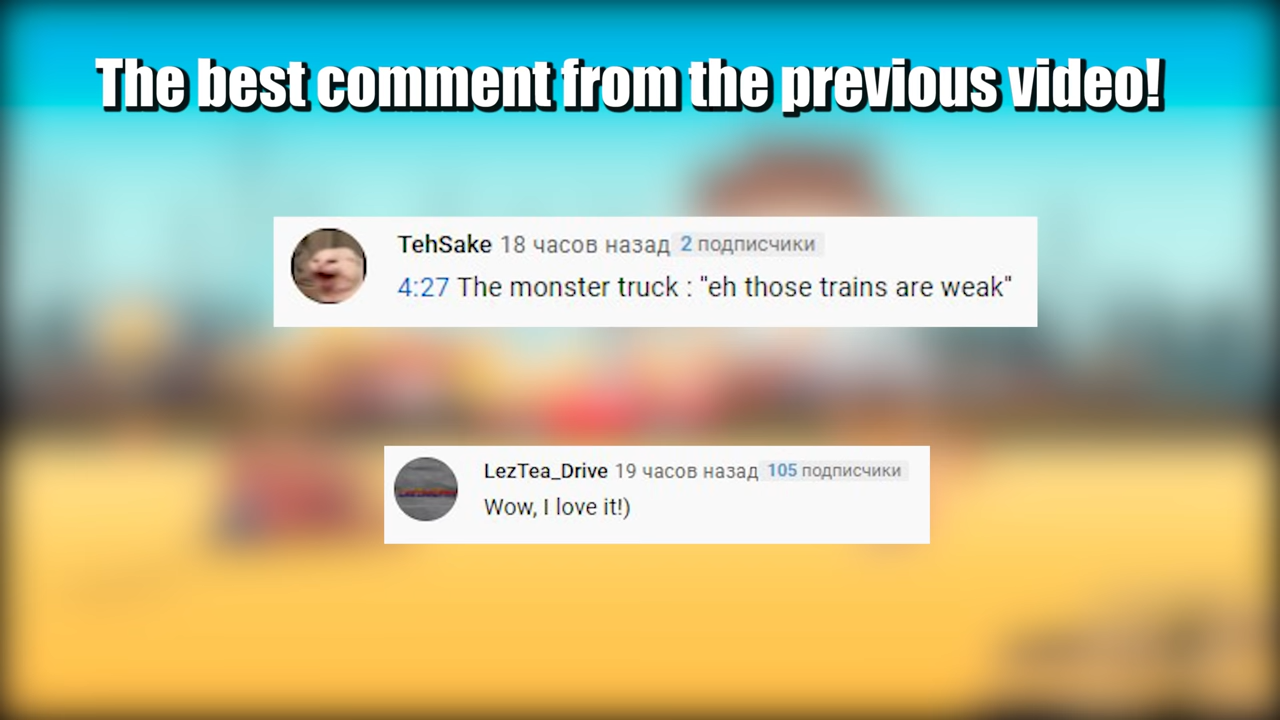 The best comment from the previous video!
TehSake 18 часов назад 2 подписчики
4:27 The monster truck : "eh those trains are weak"
LezTea_Drive 19 часов назад 105 подписчики
Wow, I love it!)